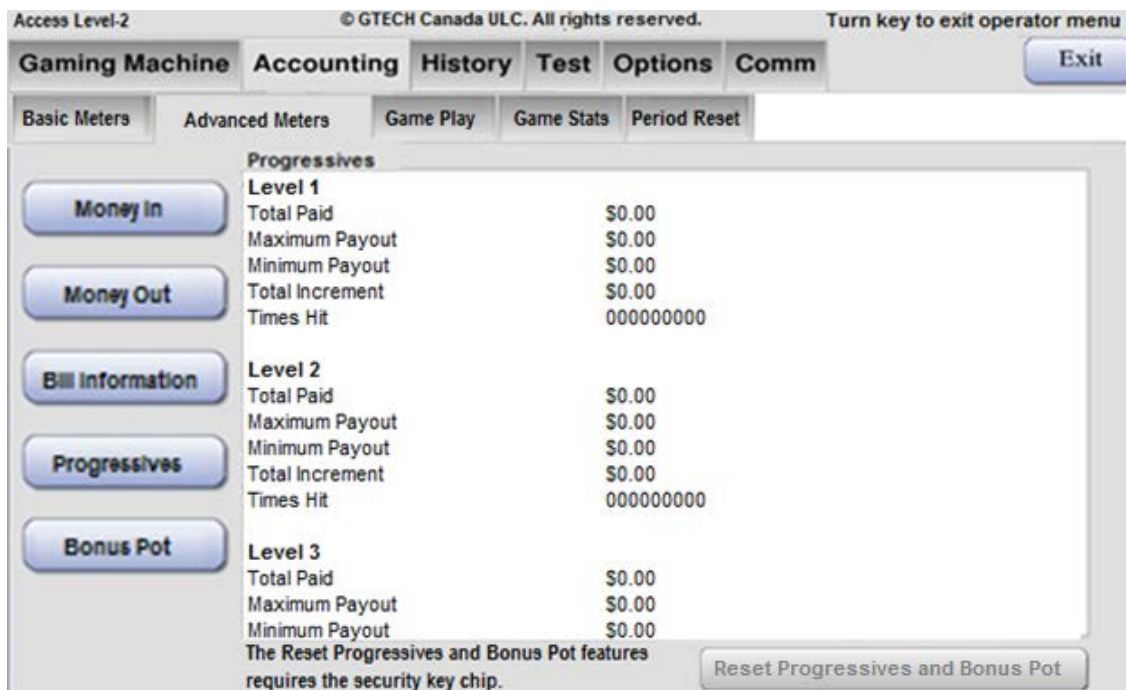 Access Level-2 © GTECH Canada ULC. All rights reserved. Turn key to exit operator menu
Gaming Machine Accounting History Test Options Comm Exit
Basic Meters Advanced Meters Game Play Game Stats Period Reset
Progressives
Money In
Money Out
Bill Information
Progressives
Bonus Pot
Level 1
Total Paid $0.00
Maximum Payout $0.00
Minimum Payout $0.00
Total Increment $0.00
Times Hit 000000000
Level 2
Total Paid $0.00
Maximum Payout $0.00
Minimum Payout $0.00
Total Increment $0.00
Times Hit 000000000
Level 3
Total Paid $0.00
Maximum Payout $0.00
Minimum Payout $0.00
The Reset Progressives and Bonus Pot features
requires the security key chip.
Reset Progressives and Bonus Pot